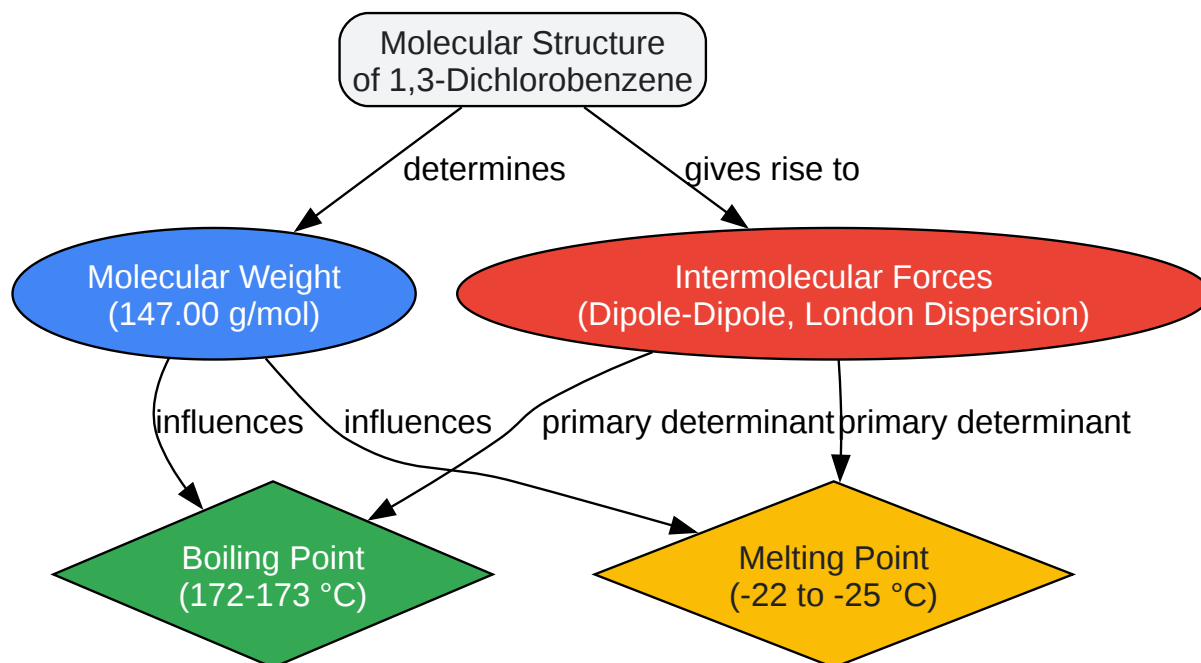 Molecular Structure
of 1,3-Dichlorobenzene
determines
gives rise to
Molecular Weight
(147.00 g/mol)
Intermolecular Forces
(Dipole-Dipole, London Dispersion)
influences
influences
primary determinant
primary determinant
Boiling Point
(172-173 °C)
Melting Point
(-22 to -25 °C)